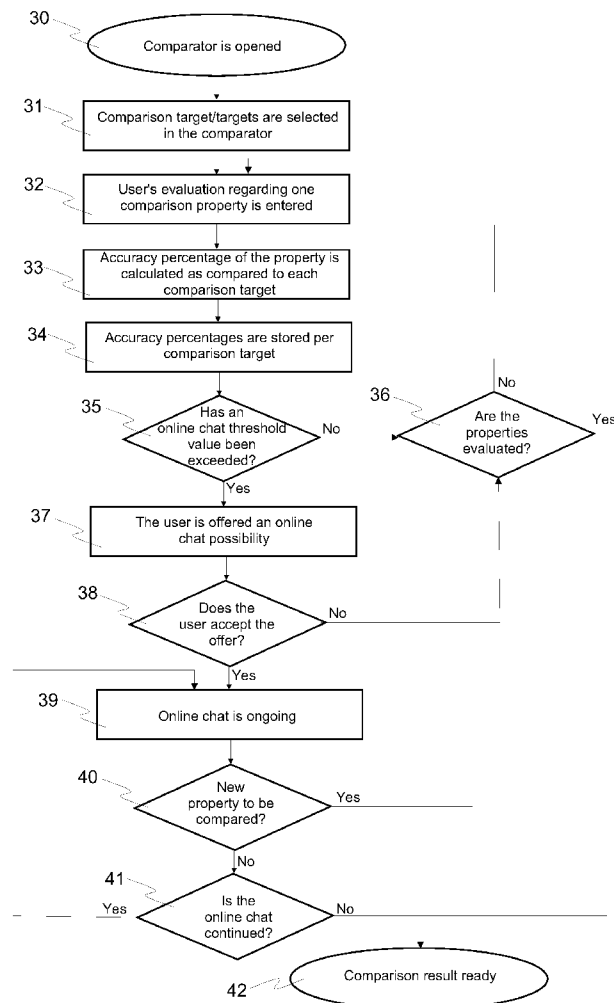 30
Comparator is opened
31
Comparison target/targets are selected
in the comparator
32
User's evaluation regarding one
comparison property is entered
33
Accuracy percentage of the property is
calculated as compared to each
comparison target
34
Accuracy percentages are stored per
comparison target
35
Has an
online chat threshold
value been
exceeded?
No
Yes
36
Are the
properties
evaluated?
No
Yes
37
The user is offered an online
chat possibility
38
Does the
user accept the
offer?
No
Yes
39
Online chat is ongoing
40
New
property to be
compared?
Yes
No
41
Is the
online chat
continued?
Yes
No
42
Comparison result ready